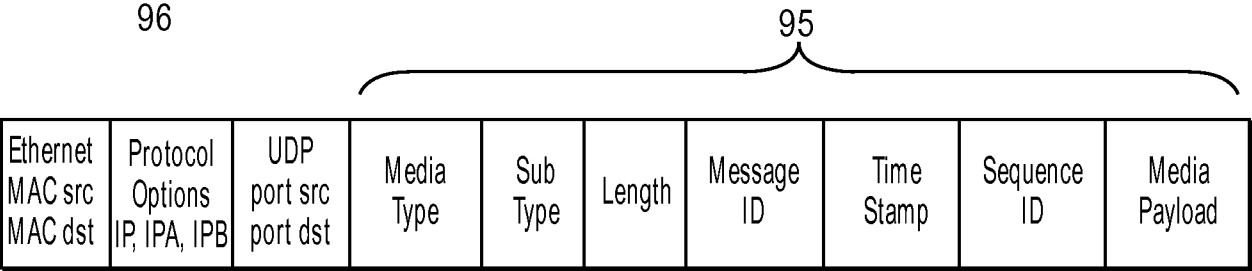 96
95
Ethernet
MAC src
MAC dst
Protocol
Options
IP, IPA, IPB
UDP
port src
port dst
Media
Type
Sub
Type
Length
Message
ID
Time
Stamp
Sequence
ID
Media
Payload